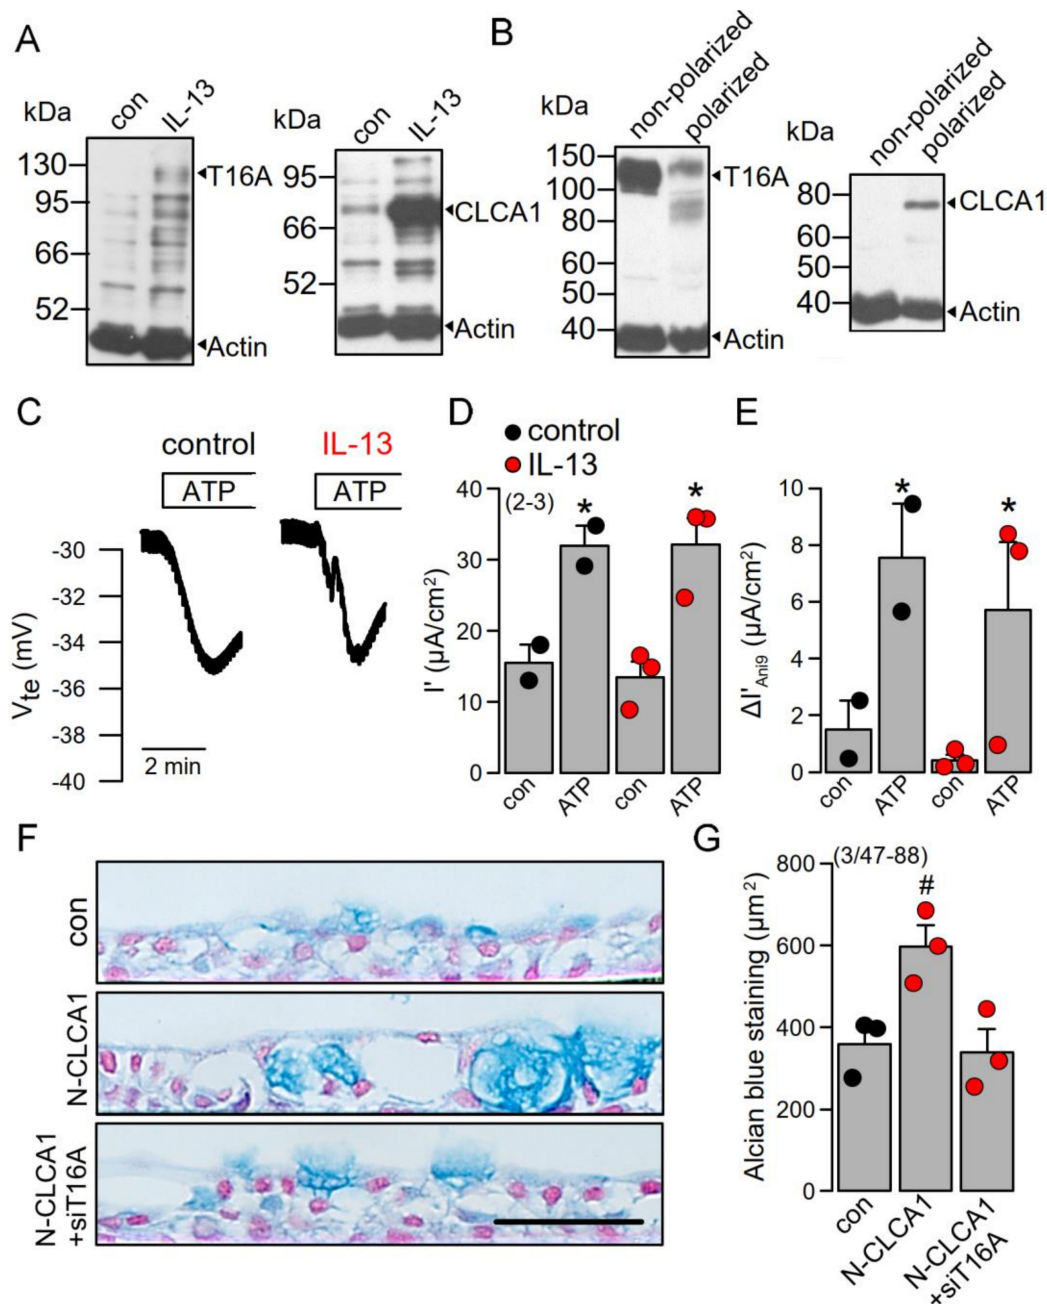 A
kDa
con
IL-13
130
95
66
52
T16A
Actin
kDa
con
IL-13
95
66
52
CLCA1
Actin
B
kDa
non-polarized
polarized
150
100
80
60
50
40
T16A
Actin
kDa
non-polarized
polarized
80
60
50
40
CLCA1
Actin
C
control
IL-13
ATP
ATP
Vte (mV)
-30
-32
-34
-36
-38
-40
2 min
D
control
IL-13
(2-3)
I' (µA/cm²)
40
30
20
10
0
*
*
con
ATP
con
ATP
E
ΔI'Ani9 (µA/cm²)
10
8
6
4
2
0
*
*
con
ATP
con
ATP
F
con
N-CLCA1
N-CLCA1
+siT16A
G
(3/47-88)
Alcian blue staining (µm²)
800
600
400
200
0
#
con
N-CLCA1
N-CLCA1
+siT16A